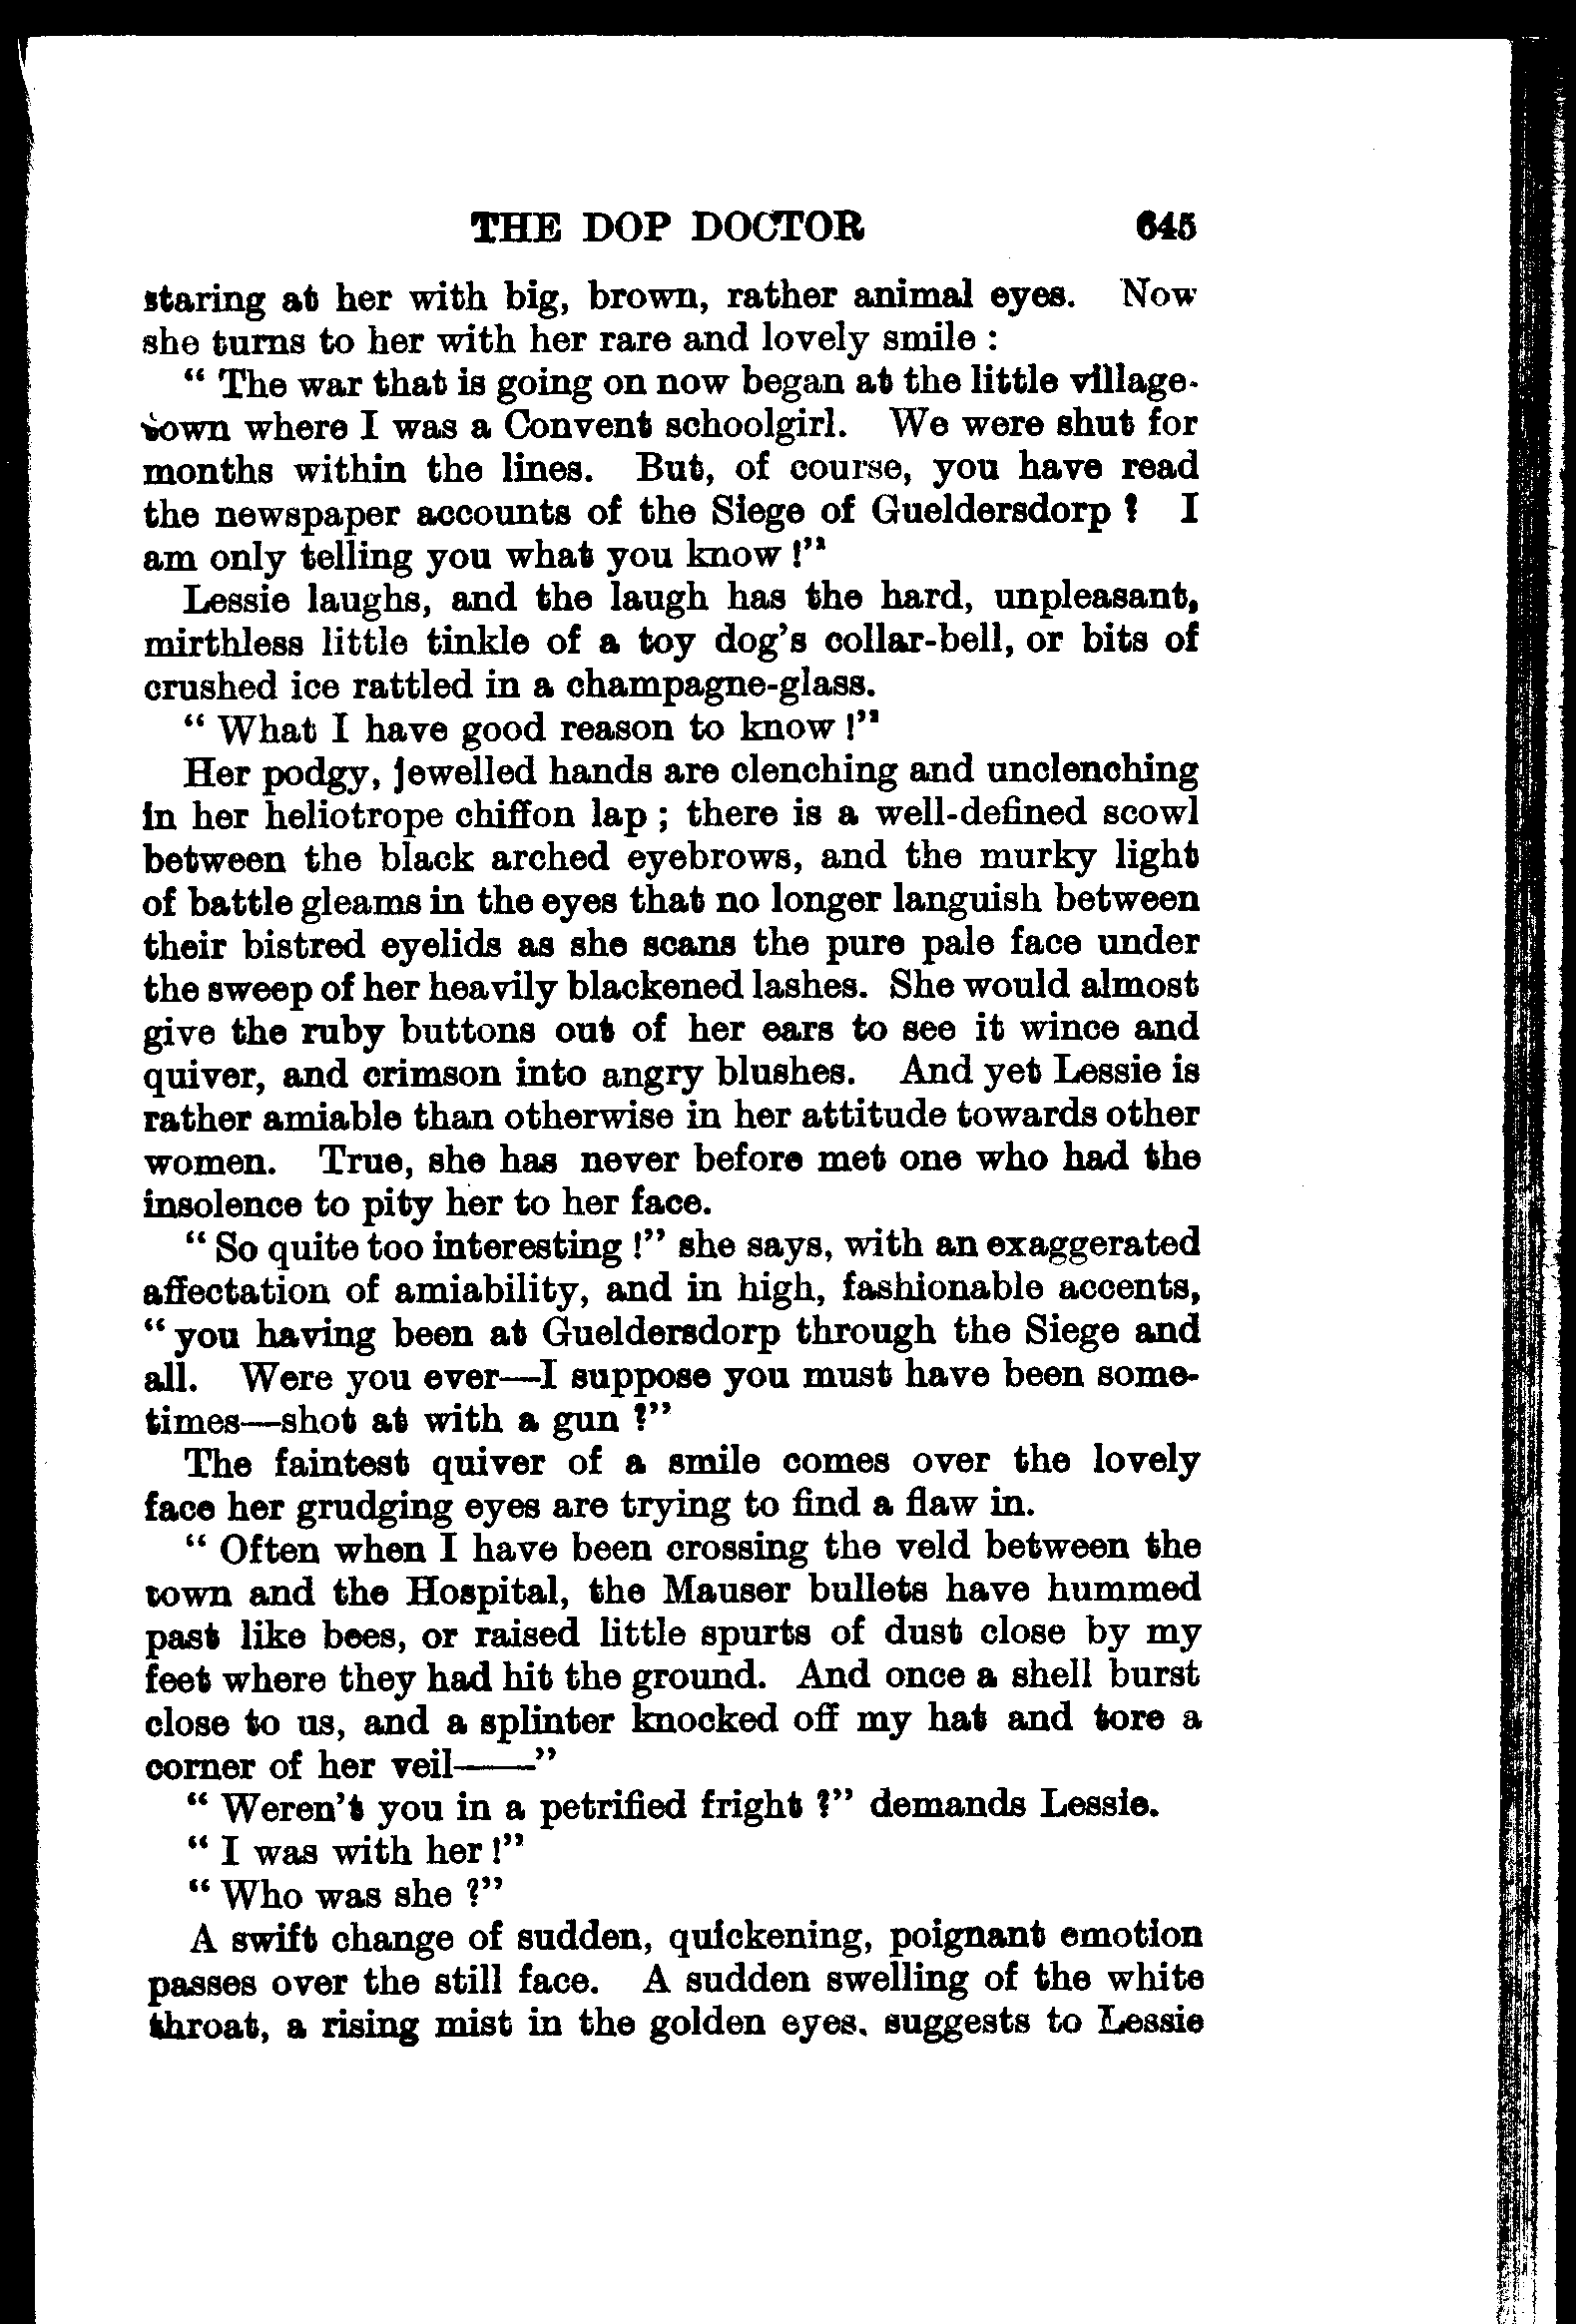 THE DOP DOCTOR 645
staring at her with big, brown, rather animal eyes. Now
she turns to her with her rare and lovely smile :
“ The war that is going on now began at the little village-
town where I was a Convent schoolgirl. We were shut for
months within the lines. But, of course, you have read
the newspaper accounts of the Siege of Gueldersdorp ? I
am only telling you what you know !”
Lessie laughs, and the laugh has the hard, unpleasant,
mirthless little tinkle of a toy dog’s collar-bell, or bits of
crushed ice rattled in a champagne-glass.
“ What I have good reason to know !”
Her podgy, jewelled hands are clenching and unclenching
in her heliotrope chiffon lap ; there is a well-defined scowl
between the black arched eyebrows, and the murky light
of battle gleams in the eyes that no longer languish between
their bistred eyelids as she scans the pure pale face under
the sweep of her heavily blackened lashes. She would almost
give the ruby buttons out of her ears to see it wince and
quiver, and crimson into angry blushes. And yet Lessie is
rather amiable than otherwise in her attitude towards other
women. True, she has never before met one who had the
insolence to pity her to her face.
“ So quite too interesting !” she says, with an exaggerated
affectation of amiability, and in high, fashionable accents,
“ you having been at Gueldersdorp through the Siege and
all. Were you ever—I suppose you must have been some-
times—shot at with a gun ?”
The faintest quiver of a smile comes over the lovely
face her grudging eyes are trying to find a flaw in.
“ Often when I have been crossing the veld between the
town and the Hospital, the Mauser bullets have hummed
past like bees, or raised little spurts of dust close by my
feet where they had hit the ground. And once a shell burst
close to us, and a splinter knocked off my hat and tore a
corner of her veil——”
“ Weren’t you in a petrified fright ?” demands Lessie.
“ I was with her !”
“ Who was she ?”
A swift change of sudden, quickening, poignant emotion
passes over the still face. A sudden swelling of the white
throat, a rising mist in the golden eyes, suggests to Lessie